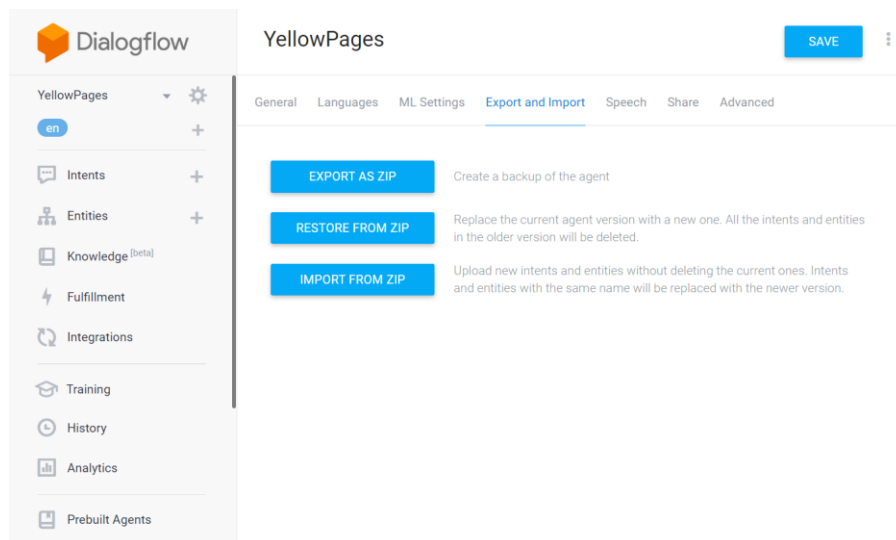 Dialogflow
YellowPages
SAVE
YellowPages
en
Intents
Entities
Knowledge [beta]
Fulfillment
Integrations
Training
History
Analytics
Prebuilt Agents
General Languages ML Settings Export and Import Speech Share Advanced
EXPORT AS ZIP
Create a backup of the agent
RESTORE FROM ZIP
Replace the current agent version with a new one. All the intents and entities
in the older version will be deleted.
IMPORT FROM ZIP
Upload new intents and entities without deleting the current ones. Intents
and entities with the same name will be replaced with the newer version.